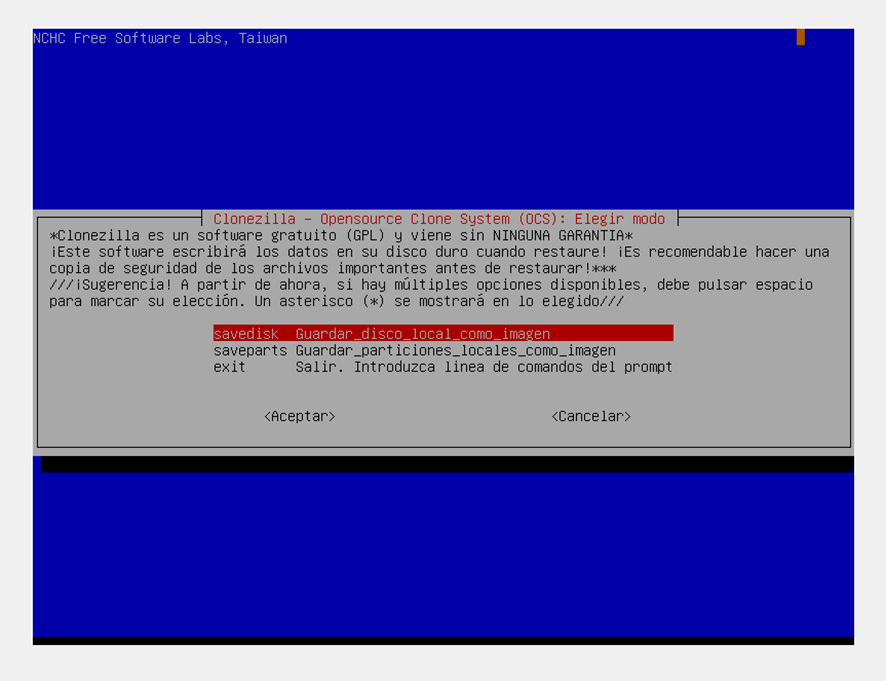 NCHC Free Software Labs, Taiwan
Clonezilla - Opensource Clone System (OCS): Elegir modo
*Clonezilla es un software gratuito (GPL) y viene sin NINGUNA GARANTIA*
¡Este software escribirá los datos en su disco duro cuando restaure! ¡Es recomendable hacer una
copia de seguridad de los archivos importantes antes de restaurar!***
///¡Sugerencia! A partir de ahora, si hay múltiples opciones disponibles, debe pulsar espacio
para marcar su elección. Un asterisco (*) se mostrará en lo elegido///
savedisk Guardar_disco_local_como_imagen
saveparts Guardar_particiones_locales_como_imagen
exit Salir. Introduzca linea de comandos del prompt
<Aceptar> <Cancelar>